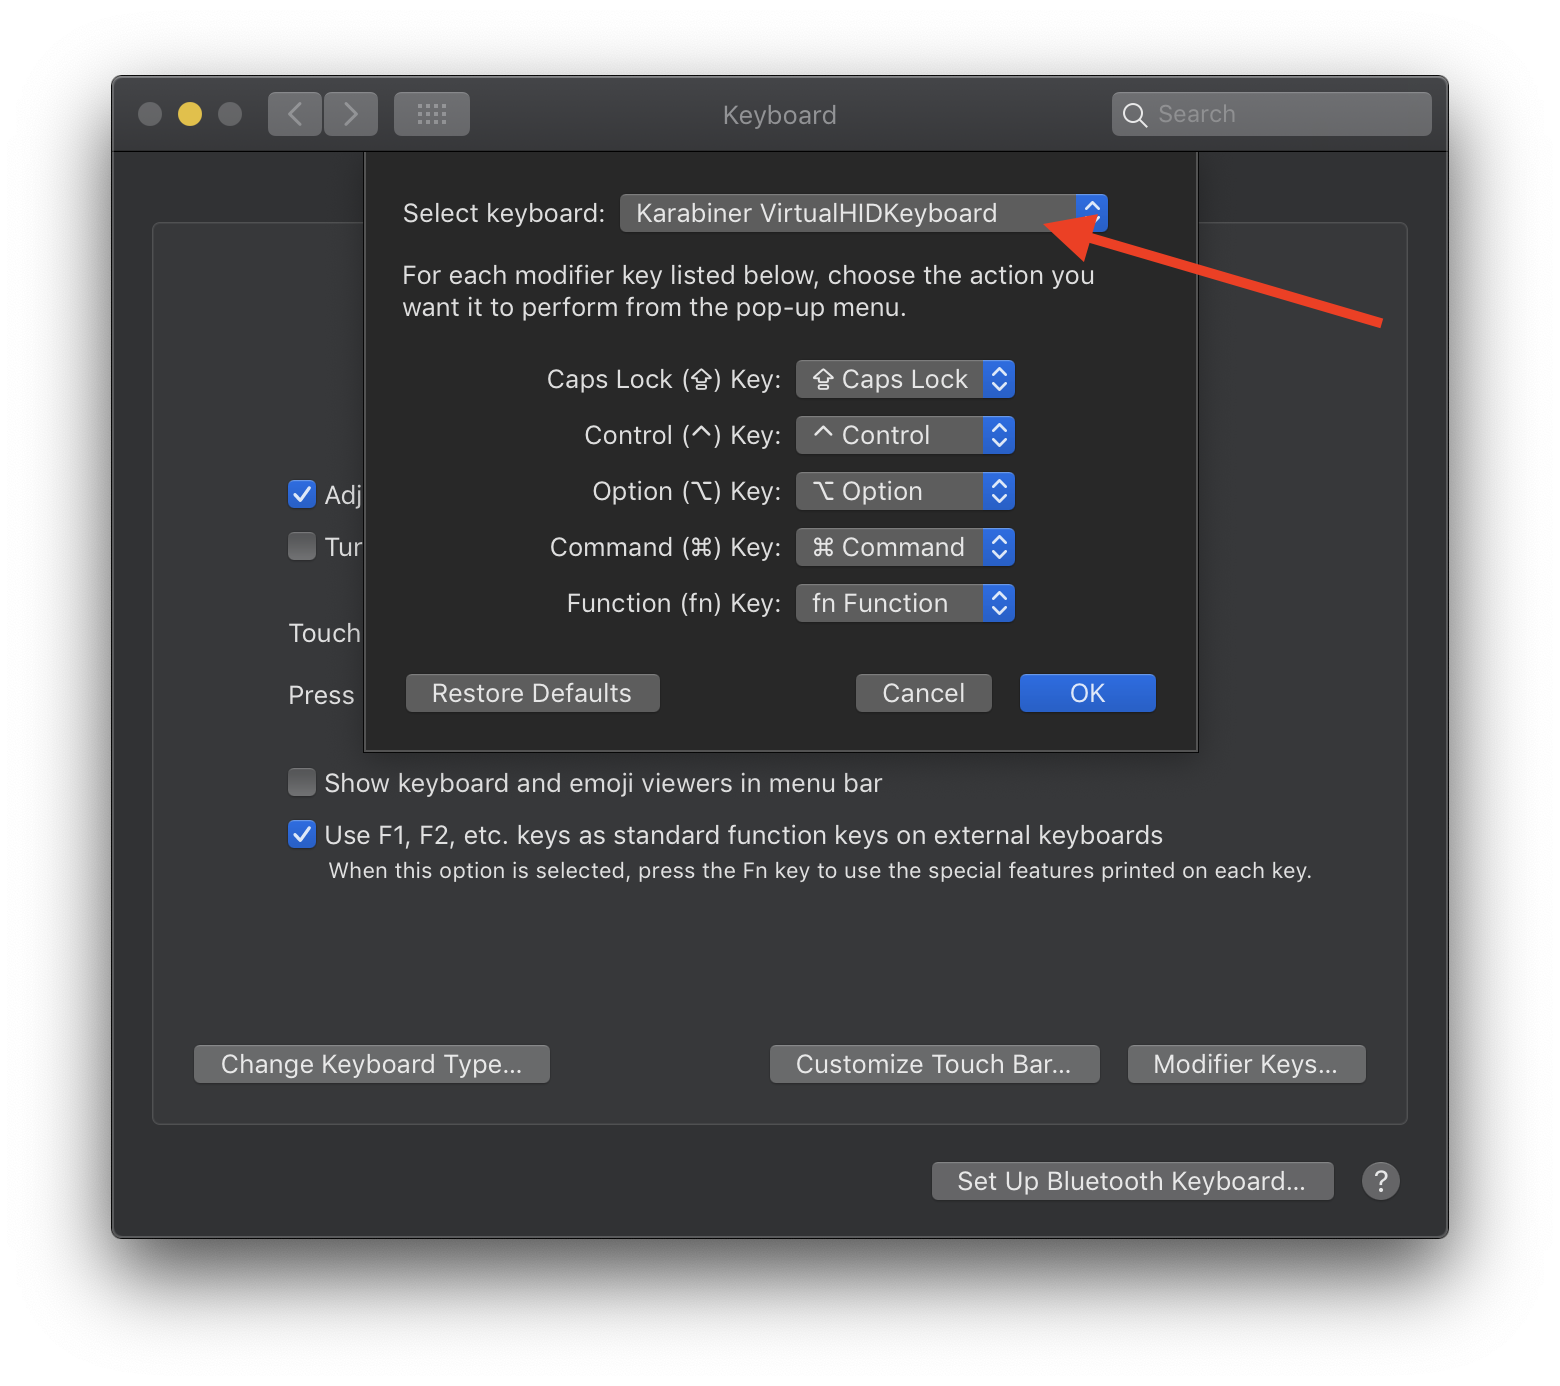 Keyboard
Search
Select keyboard: Karabiner VirtualHIDKeyboard
For each modifier key listed below, choose the action you
want it to perform from the pop-up menu.
Caps Lock (⇪) Key: ⇪ Caps Lock
Control (^) Key: ^ Control
Option (⌥) Key: ⌥ Option
Command (⌘) Key: ⌘ Command
Function (fn) Key: fn Function
Restore Defaults Cancel OK
Adj
Tur
Touch
Press
Show keyboard and emoji viewers in menu bar
Use F1, F2, etc. keys as standard function keys on external keyboards
When this option is selected, press the Fn key to use the special features printed on each key.
Change Keyboard Type... Customize Touch Bar... Modifier Keys...
Set Up Bluetooth Keyboard... ?